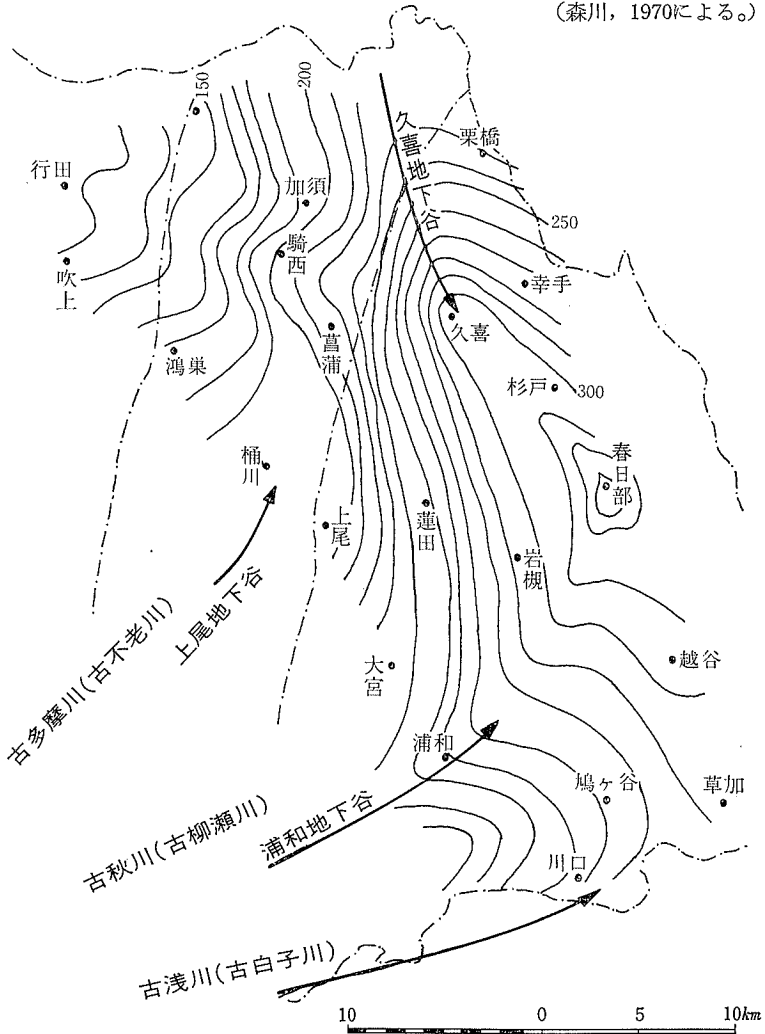 (森川，1970による。)
150
200
久喜地下谷
栗橋
行田
加須
250
騎西
吹上
幸手
久喜
菖蒲
鴻巣
杉戸
300
桶川
春日部
蓮田
上尾
岩槻
古多摩川(古不老川)
上尾地下谷
大宮
越谷
浦和
鳩ヶ谷
草加
古秋川(古柳瀬川)
浦和地下谷
川口
古浅川(古白子川)
10 0 5 10km